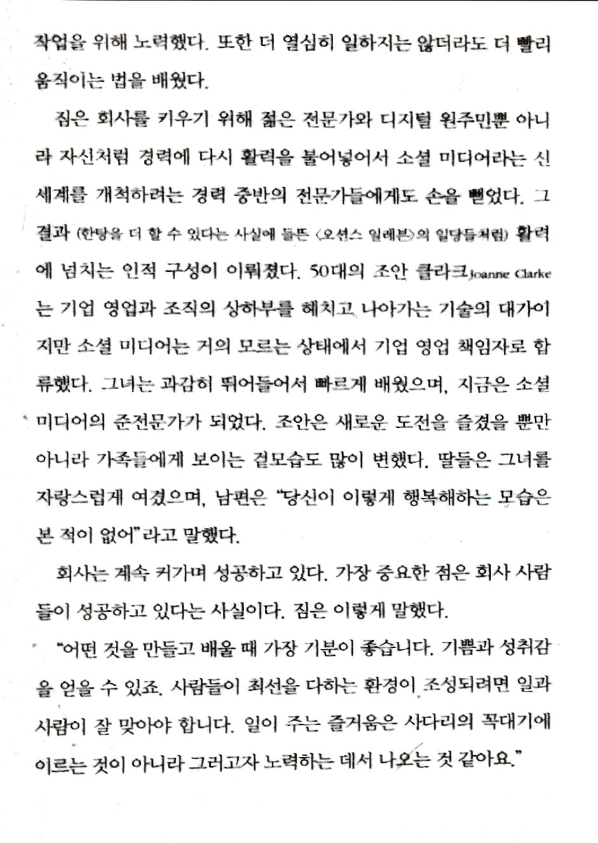 작업을 위해 노력했다. 또한 더 열심히 일하지는 않더라도 더 빨리
움직이는 법을 배웠다.
짐은 회사를 키우기 위해 젊은 전문가와 디지털 원주민뿐 아니
라 자신처럼 경력에 다시 활력을 불어넣어서 소셜 미디어라는 신
세계를 개척하려는 경력 중반의 전문가들에게도 손을 뻗었다. 그
결과 (한탕을 더 할 수 있다는 사실에 들뜬 〈오션스 일레븐〉의 일당들처럼) 활력
에 넘치는 인적 구성이 이뤄졌다. 50대의 조안 클라크Joanne Clarke
는 기업 영업과 조직의 상하부를 헤치고 나아가는 기술의 대가이
지만 소셜 미디어는 거의 모르는 상태에서 기업 영업 책임자로 합
류했다. 그녀는 과감히 뛰어들어서 빠르게 배웠으며, 지금은 소셜
미디어의 준전문가가 되었다. 조안은 새로운 도전을 즐겼을 뿐만
아니라 가족들에게 보이는 겉모습도 많이 변했다. 딸들은 그녀를
자랑스럽게 여겼으며, 남편은 “당신이 이렇게 행복해하는 모습은
본 적이 없어”라고 말했다.
회사는 계속 커가며 성공하고 있다. 가장 중요한 점은 회사 사람
들이 성공하고 있다는 사실이다. 짐은 이렇게 말했다.
“어떤 것을 만들고 배울 때 가장 기분이 좋습니다. 기쁨과 성취감
을 얻을 수 있죠. 사람들이 최선을 다하는 환경이 조성되려면 일과
사람이 잘 맞아야 합니다. 일이 주는 즐거움은 사다리의 꼭대기에
이르는 것이 아니라 그러고자 노력하는 데서 나오는 것 같아요.”